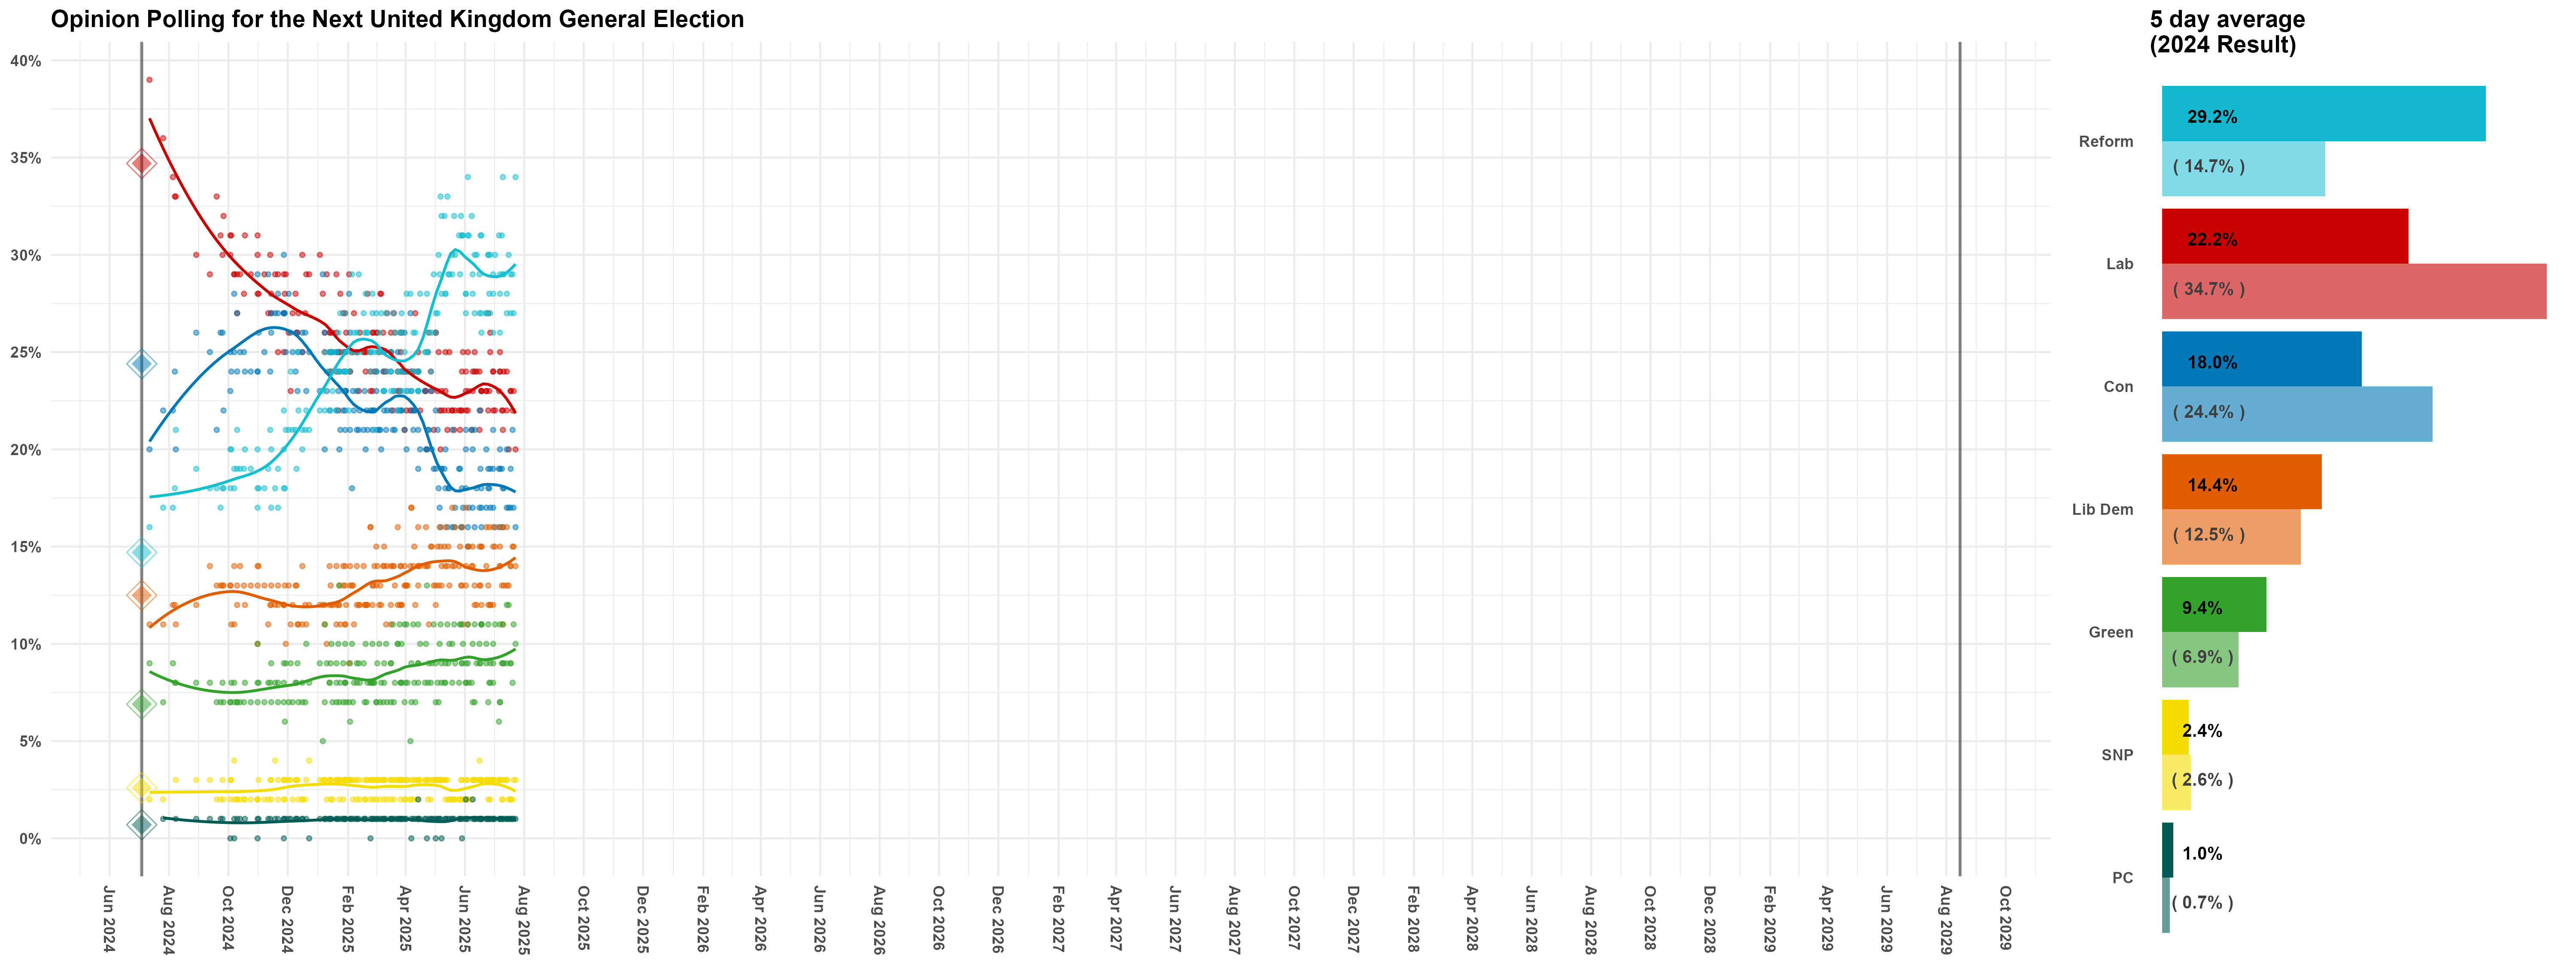 Opinion Polling for the Next United Kingdom General Election
40%
35%
30%
25%
20%
15%
10%
5%
0%
Jun 2024
Aug 2024
Oct 2024
Dec 2024
Feb 2025
Apr 2025
Jun 2025
Aug 2025
Oct 2025
Dec 2025
Feb 2026
Apr 2026
Jun 2026
Aug 2026
Oct 2026
Dec 2026
Feb 2027
Apr 2027
Jun 2027
Aug 2027
Oct 2027
Dec 2027
Feb 2028
Apr 2028
Jun 2028
Aug 2028
Oct 2028
Dec 2028
Feb 2029
Apr 2029
Jun 2029
Aug 2029
Oct 2029
5 day average
(2024 Result)
Reform
29.2%
( 14.7% )
Lab
22.2%
( 34.7% )
Con
18.0%
( 24.4% )
Lib Dem
14.4%
( 12.5% )
Green
9.4%
( 6.9% )
SNP
2.4%
( 2.6% )
PC
1.0%
( 0.7% )